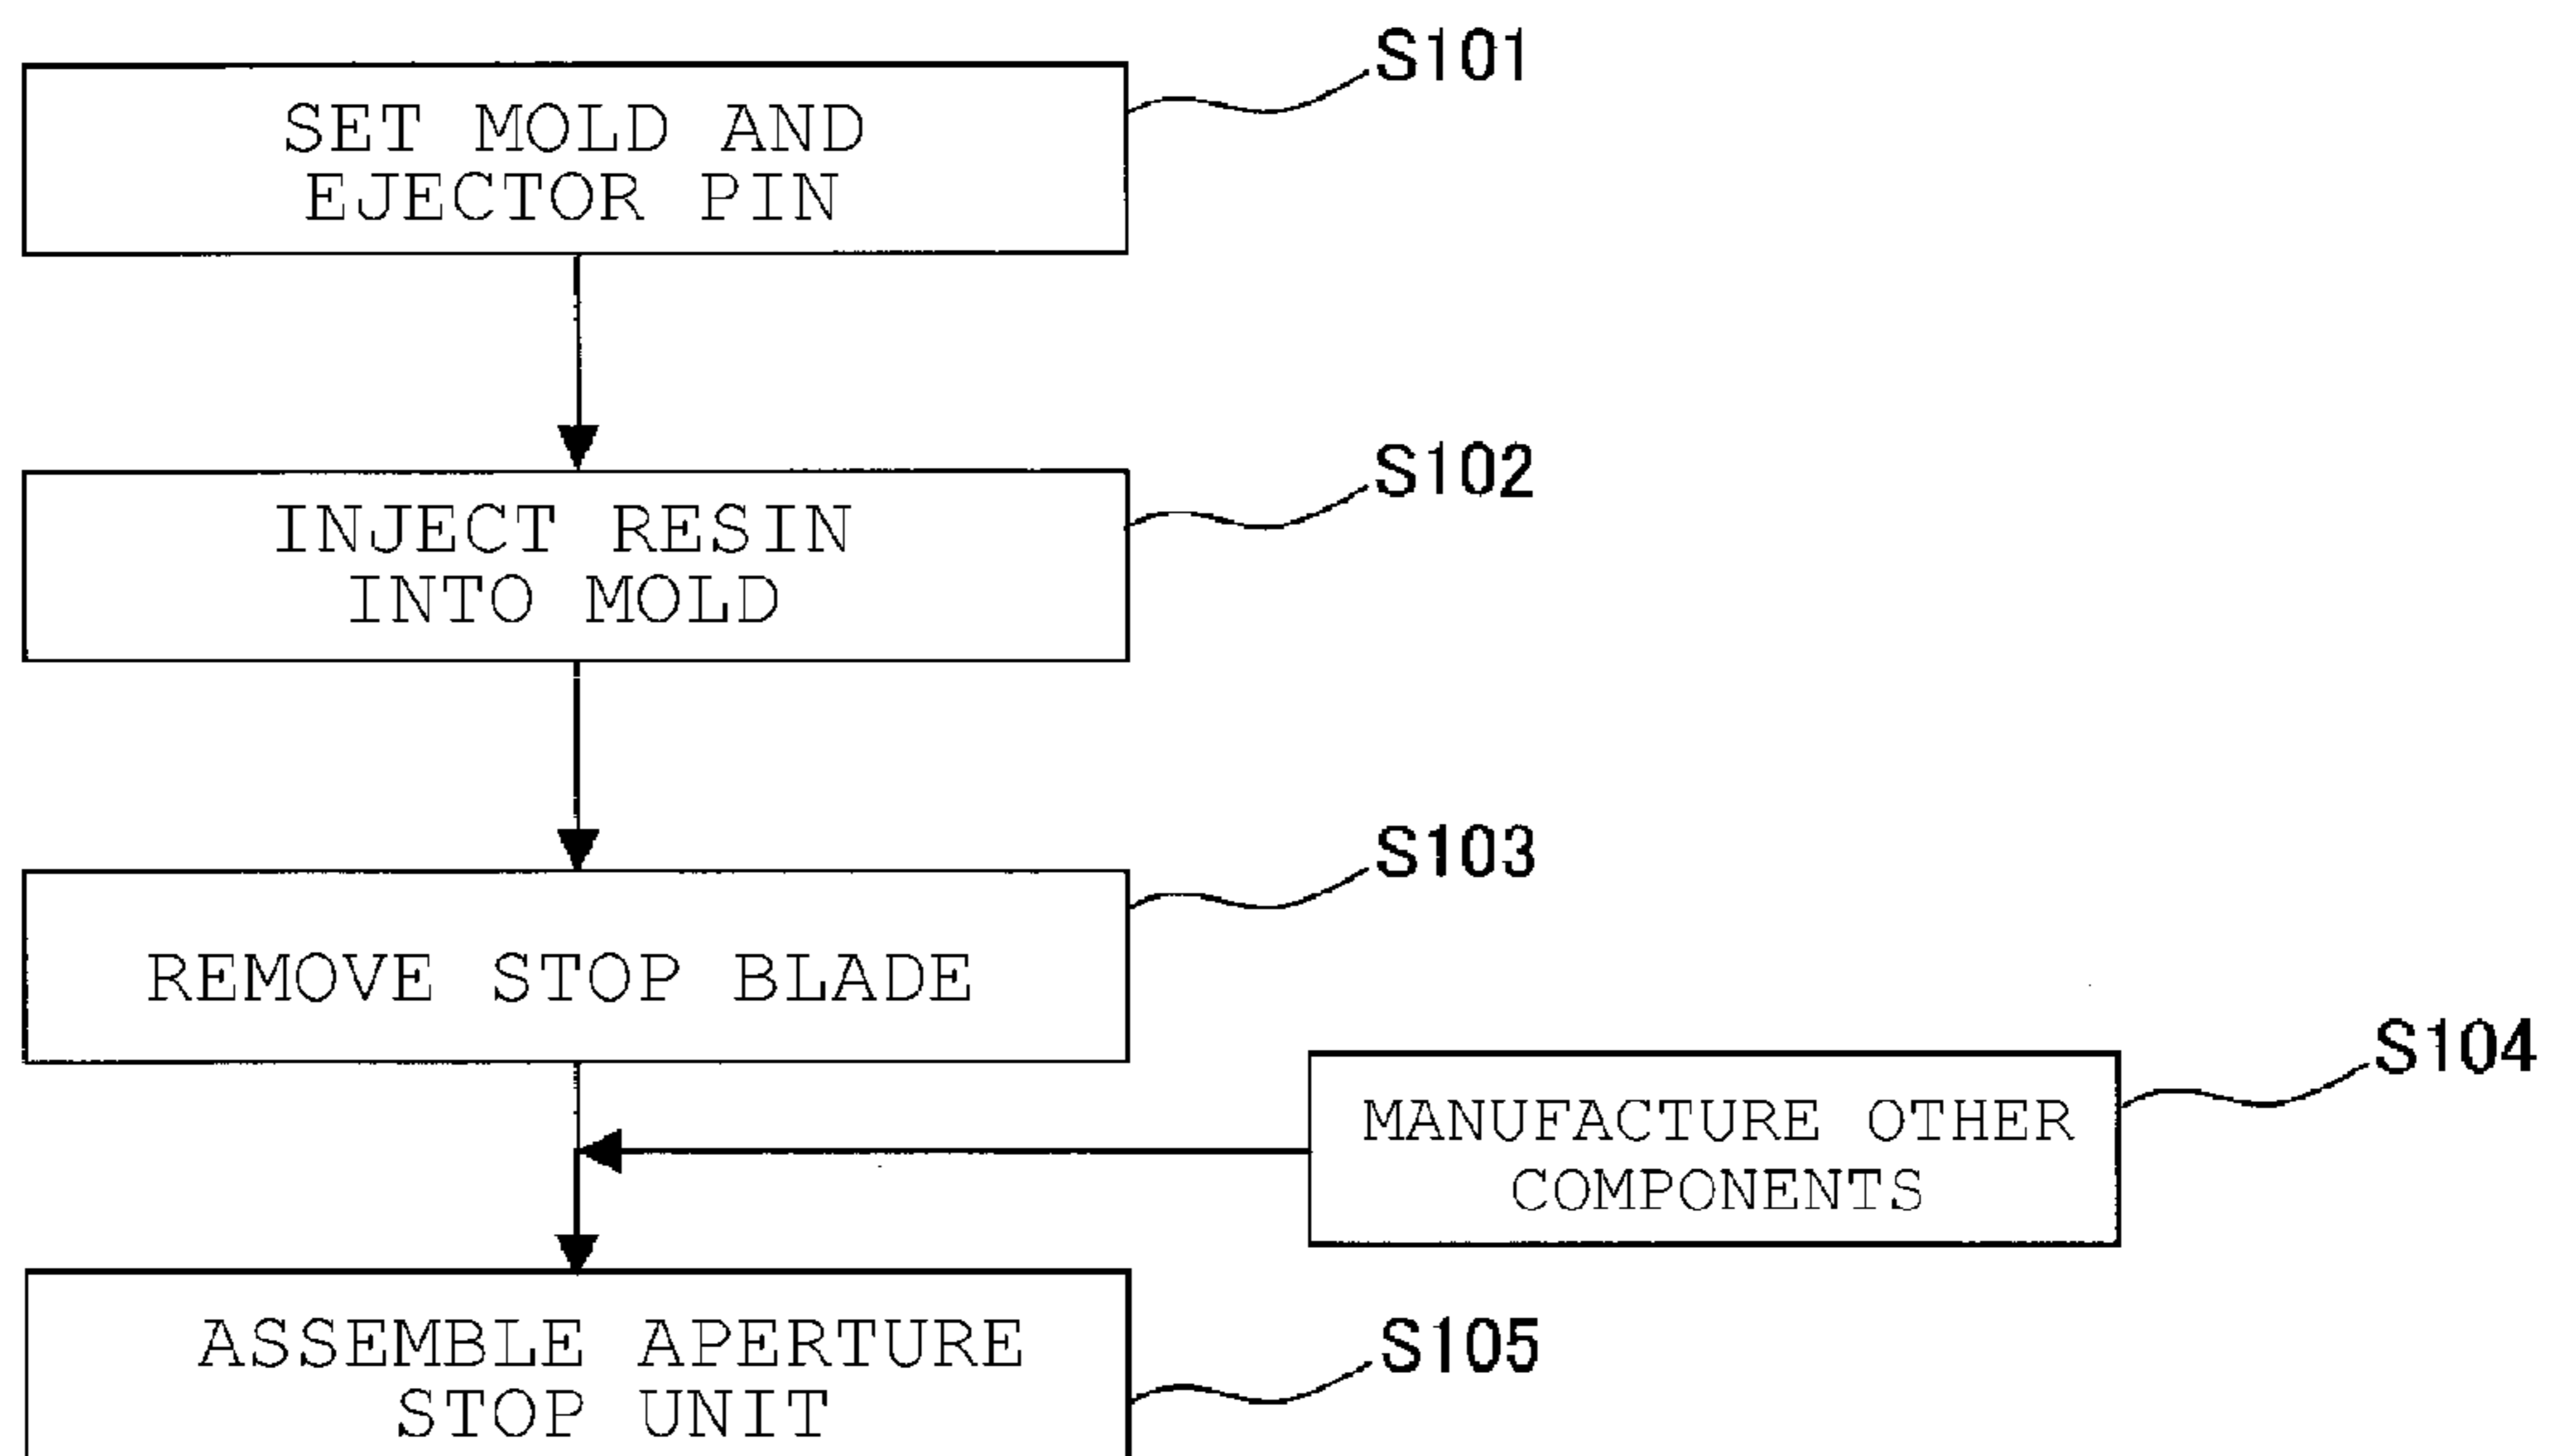 S101
SET MOLD AND
EJECTOR PIN
S102
INJECT RESIN
INTO MOLD
S103
REMOVE STOP BLADE
S104
MANUFACTURE OTHER
COMPONENTS
S105
ASSEMBLE APERTURE
STOP UNIT